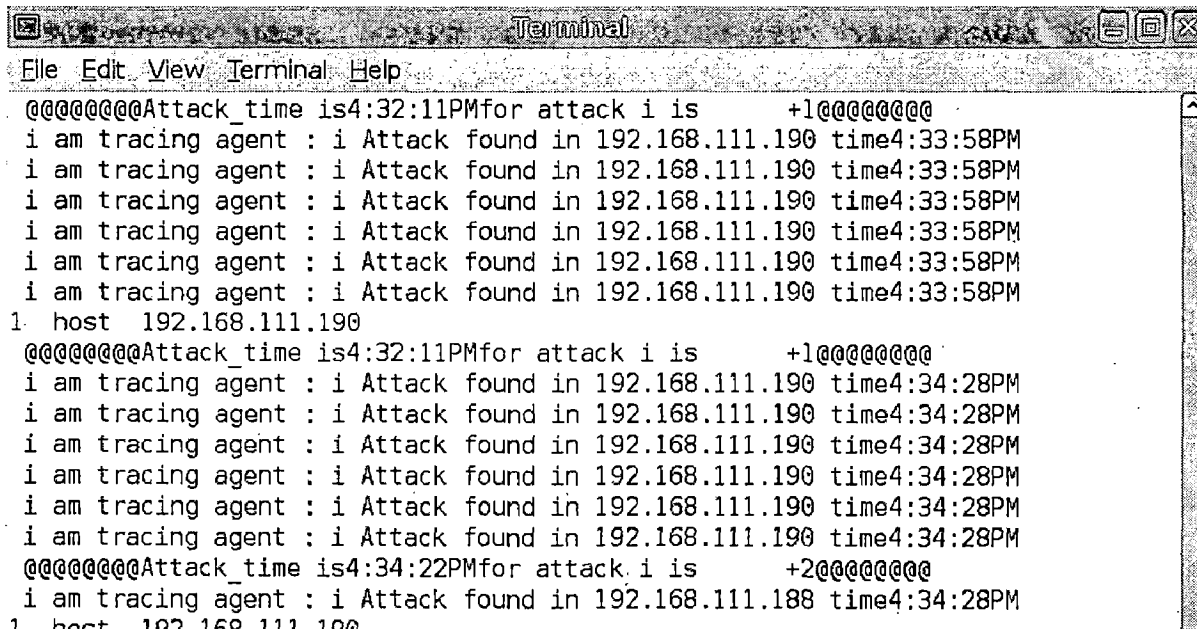 Terminal
File Edit View Terminal Help
@@@@@@@@Attack_time is4:32:11PMfor attack i is +1@@@@@@@@
i am tracing agent : i Attack found in 192.168.111.190 time4:33:58PM
i am tracing agent : i Attack found in 192.168.111.190 time4:33:58PM
i am tracing agent : i Attack found in 192.168.111.190 time4:33:58PM
i am tracing agent : i Attack found in 192.168.111.190 time4:33:58PM
i am tracing agent : i Attack found in 192.168.111.190 time4:33:58PM
i am tracing agent : i Attack found in 192.168.111.190 time4:33:58PM
1 host 192.168.111.190
@@@@@@@@Attack_time is4:32:11PMfor attack i is +1@@@@@@@@
i am tracing agent : i Attack found in 192.168.111.190 time4:34:28PM
i am tracing agent : i Attack found in 192.168.111.190 time4:34:28PM
i am tracing agent : i Attack found in 192.168.111.190 time4:34:28PM
i am tracing agent : i Attack found in 192.168.111.190 time4:34:28PM
i am tracing agent : i Attack found in 192.168.111.190 time4:34:28PM
i am tracing agent : i Attack found in 192.168.111.190 time4:34:28PM
@@@@@@@@Attack_time is4:34:22PMfor attack i is +2@@@@@@@@
i am tracing agent : i Attack found in 192.168.111.188 time4:34:28PM
1 host 192.168.111.190